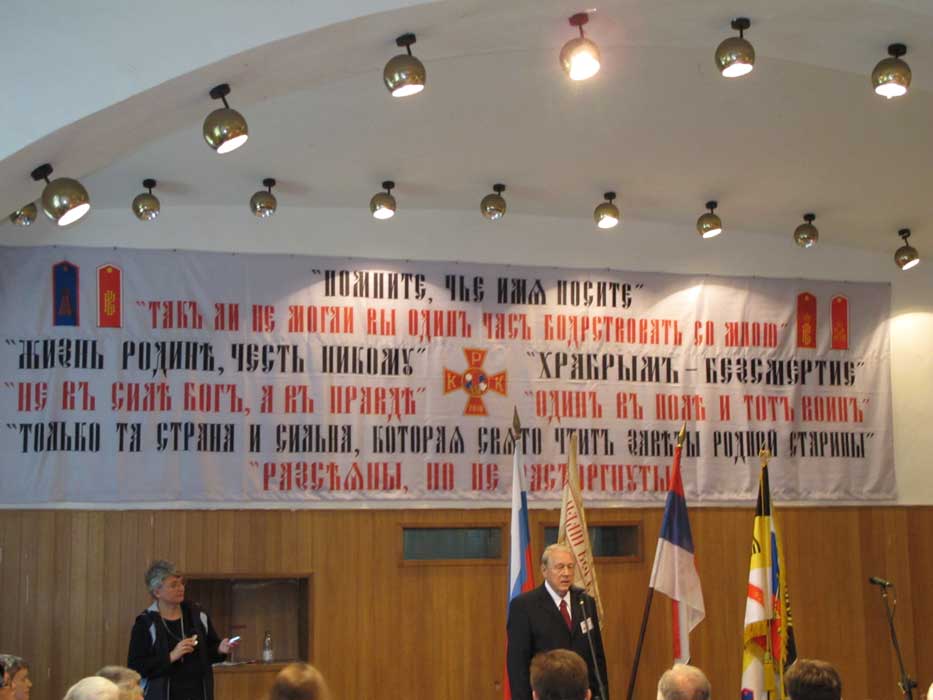 "ПОМНИТЕ, ЧЬЕ ИМЯ НОСИТЕ"
"ТАКЪ ЛИ НЕ МОГЛИ ВЫ ОДИНЪ ЧАСЪ БОДРСТВОВАТЬ СО МНОЮ"
"ЖИЗНЬ РОДИНѢ, ЧЕСТЬ НИКОМУ"
"ХРАБРЫМЪ – БЕЗСМЕРТИЕ"
Р
К К
"НЕ ВЪ СИЛѢ БОГЪ, А ВЪ ПРАВДѢ"
"ОДИНЪ ВЪ ПОЛѢ И ТОТЪ ВОИНЪ"
"ТОЛЬКО ТА СТРАНА И СИЛЬНА, КОТОРАЯ СВЯТО ЧТИТ ЗАВѢТЫ РОДНОЙ СТАРИНЫ"
"РАЗСѢЯНЫ, НО НЕ РАСТОРГНУТЫ